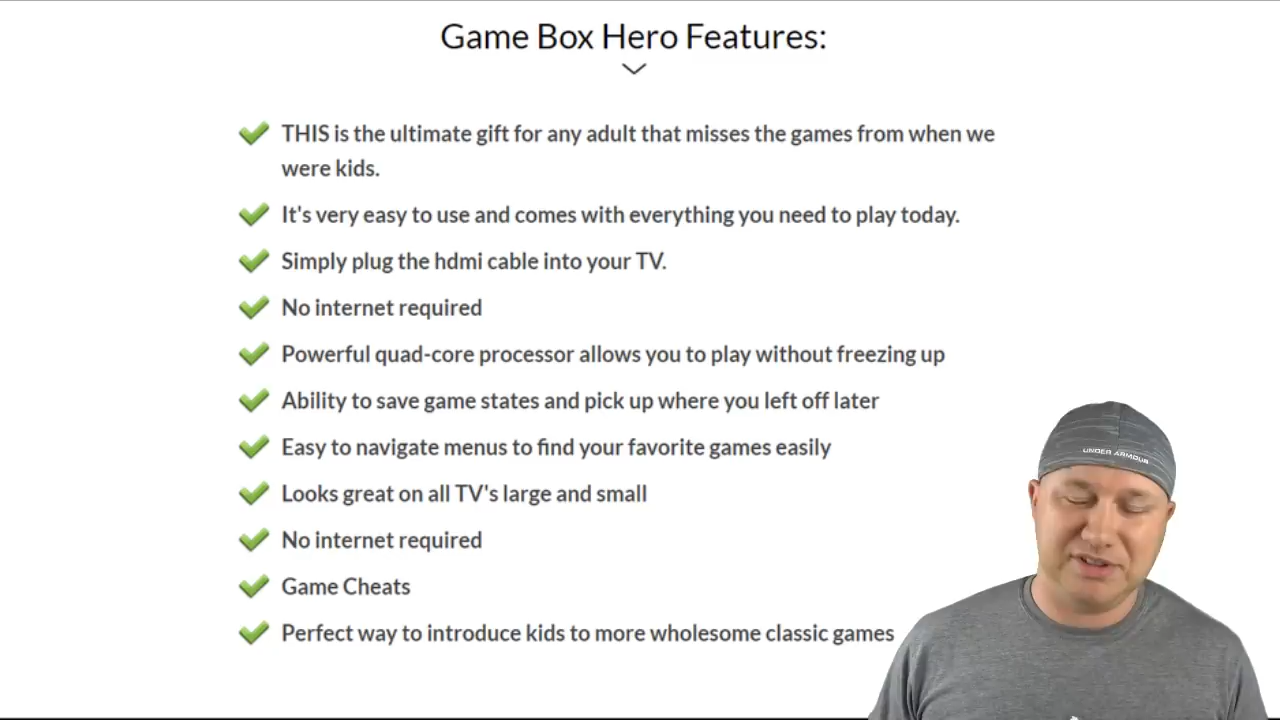 Game Box Hero Features:
THIS is the ultimate gift for any adult that misses the games from when we
were kids.
It's very easy to use and comes with everything you need to play today.
Simply plug the hdmi cable into your TV.
No internet required
Powerful quad-core processor allows you to play without freezing up
Ability to save game states and pick up where you left off later
Easy to navigate menus to find your favorite games easily
Looks great on all TV's large and small
No internet required
Game Cheats
Perfect way to introduce kids to more wholesome classic games
UNDER ARMOUR